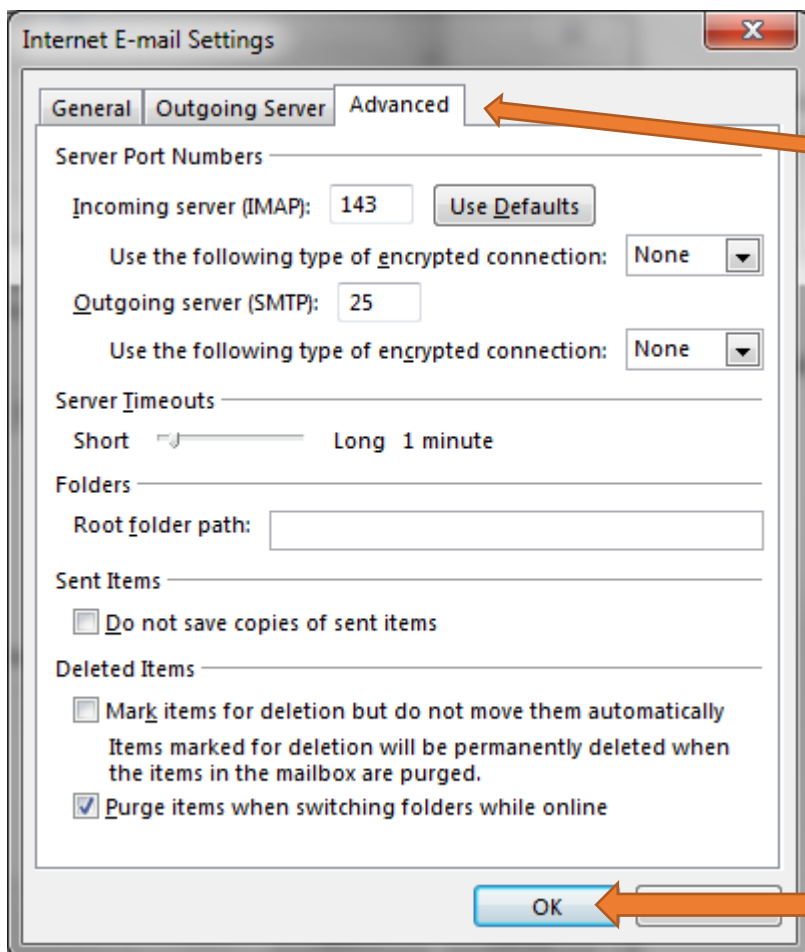 Internet E-mail Settings
General Outgoing Server Advanced
Server Port Numbers
Incoming server (IMAP): 143 Use Defaults
Use the following type of encrypted connection: None
Outgoing server (SMTP): 25
Use the following type of encrypted connection: None
Server Timeouts
Short Long 1 minute
Folders
Root folder path:
Sent Items
Do not save copies of sent items
Deleted Items
Mark items for deletion but do not move them automatically
Items marked for deletion will be permanently deleted when
the items in the mailbox are purged.
Purge items when switching folders while online
OK